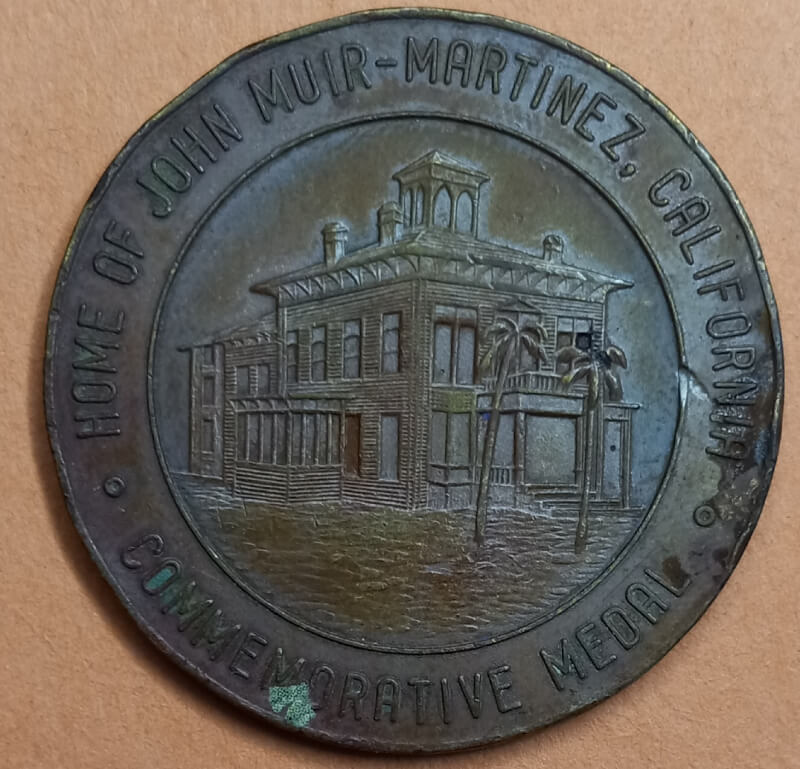 HOME OF JOHN MUIR-MARTINEZ, CALIFORNIA
COMMEMORATIVE MEDAL